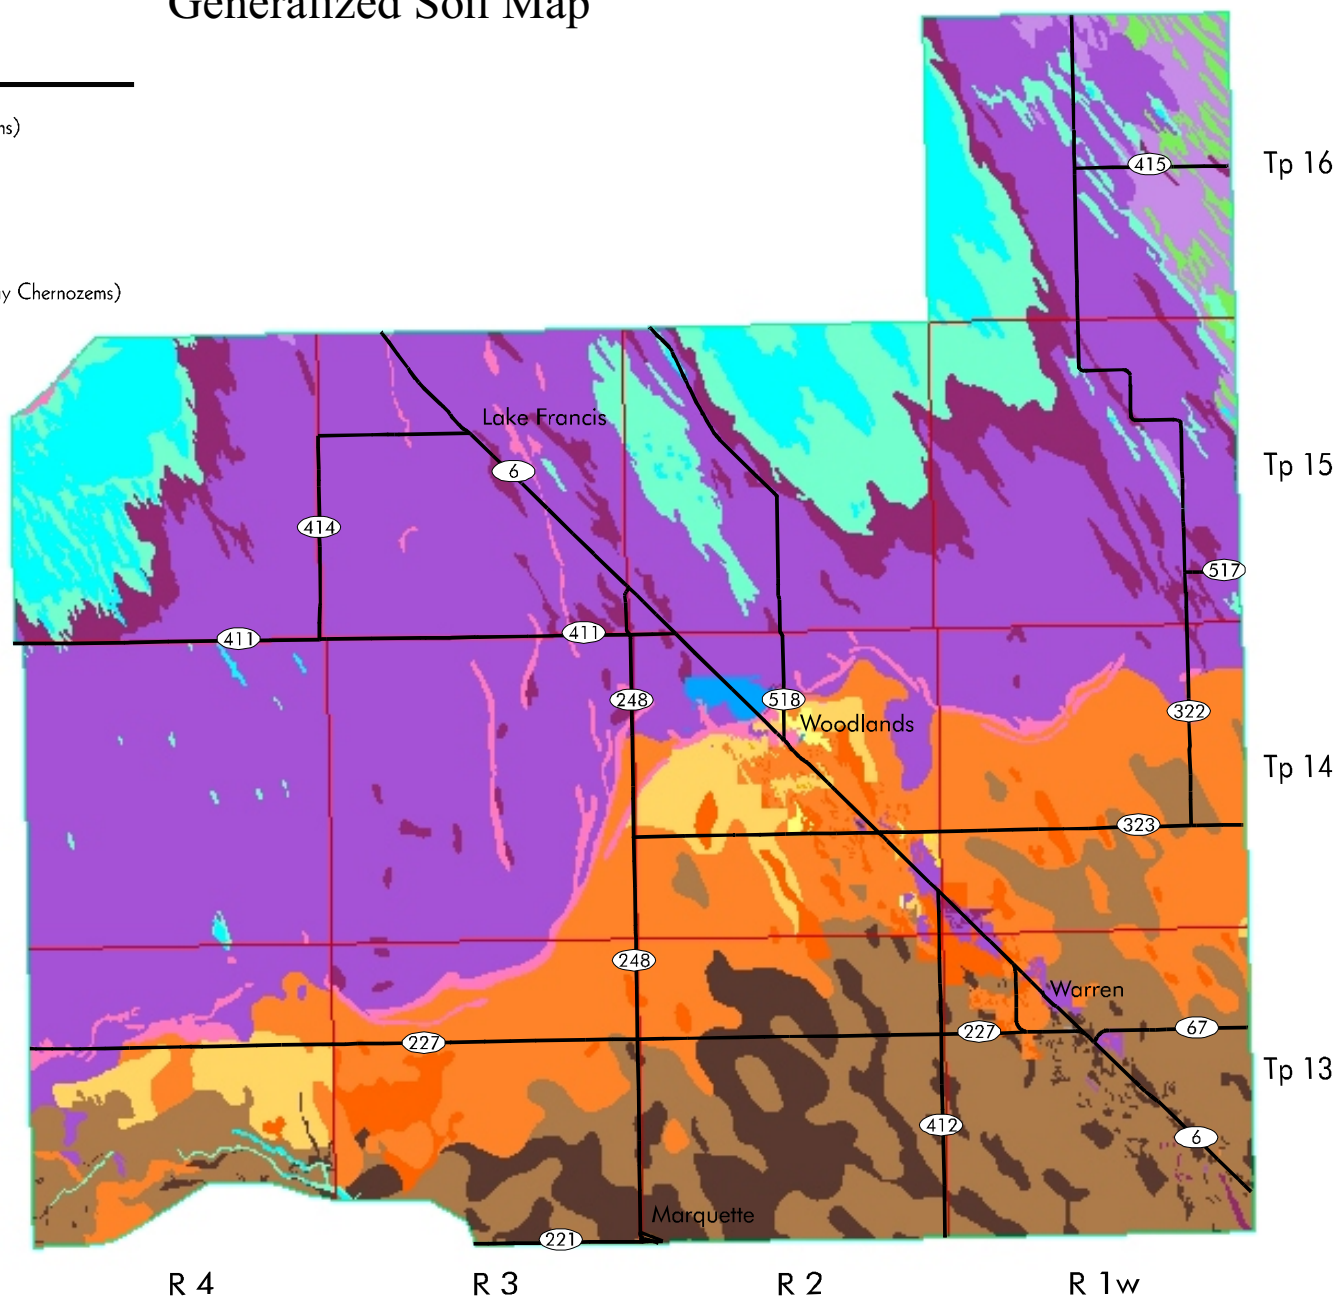 Generalized Soil Map
ns)
y Chernozems)
415
Tp 16
Lake Francis
6
Tp 15
414
517
411
411
248
518
322
Woodlands
Tp 14
323
248
Warren
227
227
67
Tp 13
412
6
Marquette
221
R 4
R 3
R 2
R 1w